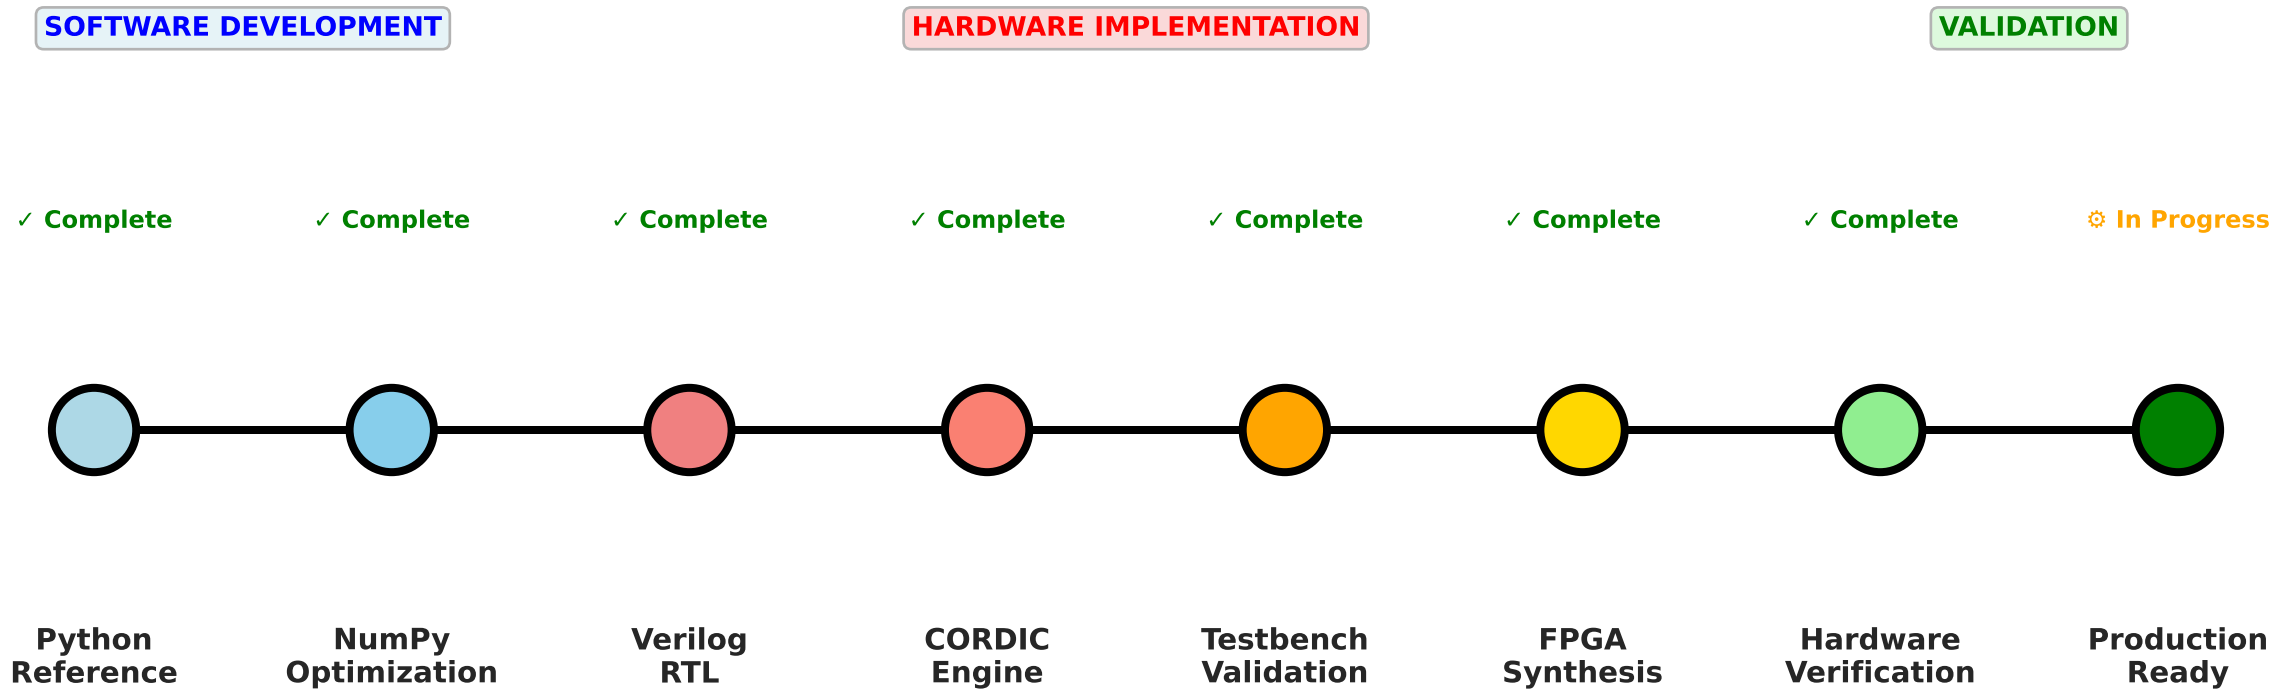 SOFTWARE DEVELOPMENT
HARDWARE IMPLEMENTATION
VALIDATION
✓ Complete
✓ Complete
✓ Complete
✓ Complete
✓ Complete
✓ Complete
✓ Complete
⚙ In Progress
Python
Reference
NumPy
Optimization
Verilog
RTL
CORDIC
Engine
Testbench
Validation
FPGA
Synthesis
Hardware
Verification
Production
Ready